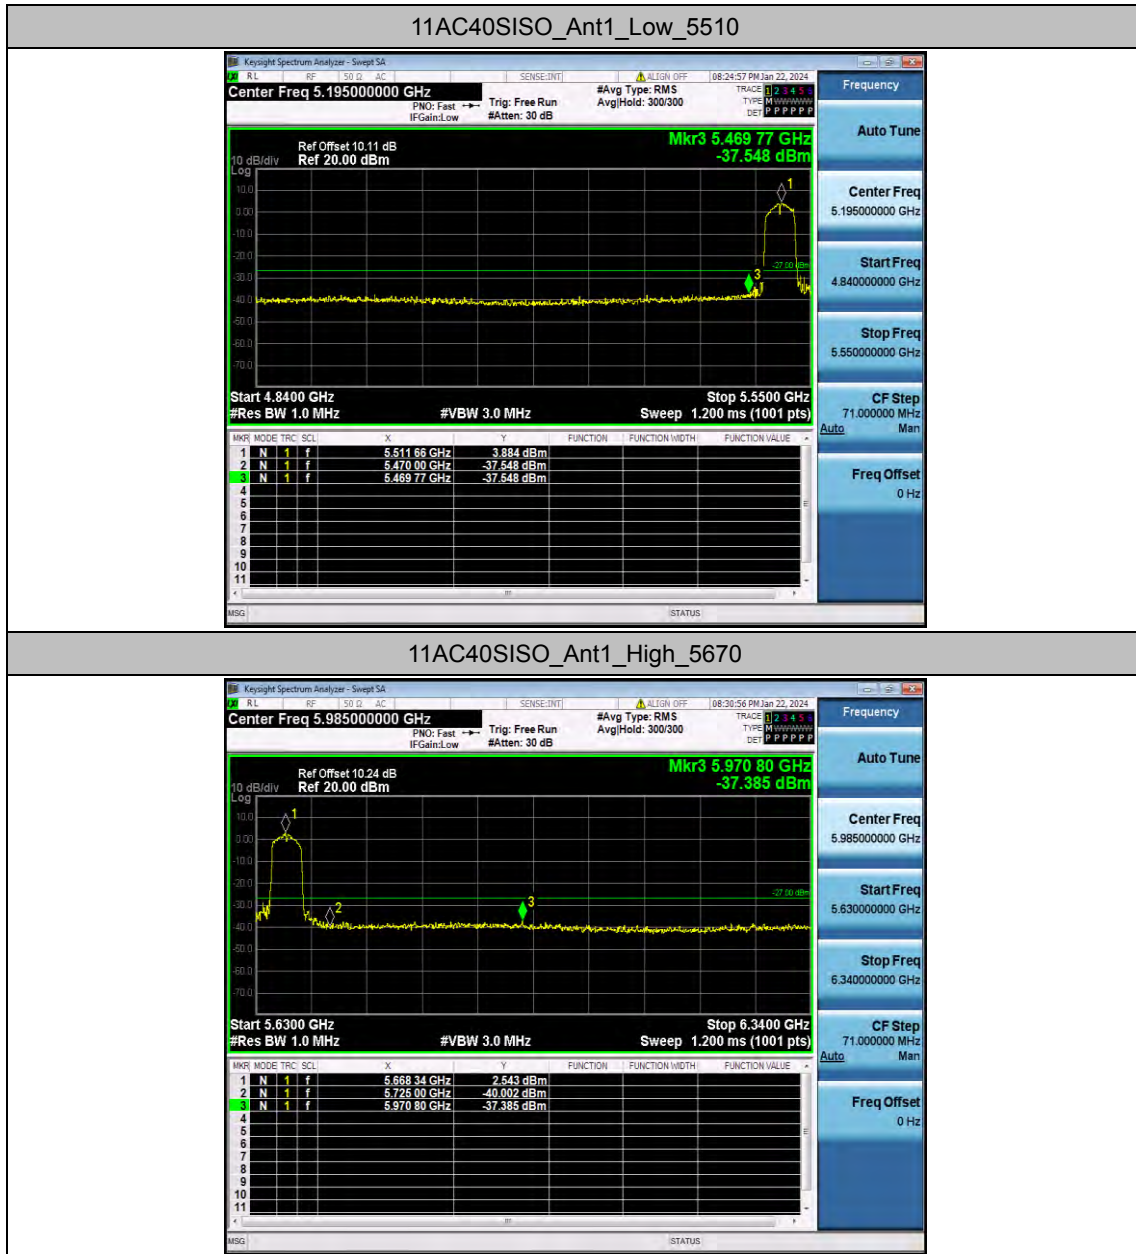 11AC40SISO_Ant1_Low_5510
Keysight Spectrum Analyzer - Swept SA
RL RF 50 Ω AC SENSE:INT ALIGN OFF 08:24:57 PM Jan 22, 2024
Center Freq 5.195000000 GHz
PNO: Fast
IFGain:Low
Trig: Free Run
#Atten: 30 dB
#Avg Type: RMS
Avg|Hold: 300/300
TRACE 1 2 3 4 5 6
TYPE M W W W W W
DET P P P P P P
Frequency
Mkr3 5.469 77 GHz
-37.548 dBm
Ref Offset 10.11 dB
10 dB/div Ref 20.00 dBm
Log
10.0
0.00
-10.0
-20.0
-30.0
-40.0
-50.0
-60.0
-70.0
1
-27.00 dBm
3
Start 4.8400 GHz Stop 5.5500 GHz
#Res BW 1.0 MHz #VBW 3.0 MHz Sweep 1.200 ms (1001 pts)
MKR MODE TRC SCL X Y FUNCTION FUNCTION WIDTH FUNCTION VALUE
1 N 1 f 5.511 66 GHz 3.884 dBm
2 N 1 f 5.470 00 GHz -37.548 dBm
3 N 1 f 5.469 77 GHz -37.548 dBm
4
5
6
7
8
9
10
11
MSG STATUS
Auto Tune
Center Freq
5.195000000 GHz
Start Freq
4.840000000 GHz
Stop Freq
5.550000000 GHz
CF Step
71.000000 MHz
Auto Man
Freq Offset
0 Hz
11AC40SISO_Ant1_High_5670
Keysight Spectrum Analyzer - Swept SA
RL RF 50 Ω AC SENSE:INT ALIGN OFF 08:30:56 PM Jan 22, 2024
Center Freq 5.985000000 GHz
PNO: Fast
IFGain:Low
Trig: Free Run
#Atten: 30 dB
#Avg Type: RMS
Avg|Hold: 300/300
TRACE 1 2 3 4 5 6
TYPE M W W W W W
DET P P P P P P
Frequency
Mkr3 5.970 80 GHz
-37.385 dBm
Ref Offset 10.24 dB
10 dB/div Ref 20.00 dBm
Log
10.0
0.00
-10.0
-20.0
-30.0
-40.0
-50.0
-60.0
-70.0
1
-27.00 dBm
2
3
Start 5.6300 GHz Stop 6.3400 GHz
#Res BW 1.0 MHz #VBW 3.0 MHz Sweep 1.200 ms (1001 pts)
MKR MODE TRC SCL X Y FUNCTION FUNCTION WIDTH FUNCTION VALUE
1 N 1 f 5.668 34 GHz 2.543 dBm
2 N 1 f 5.725 00 GHz -40.002 dBm
3 N 1 f 5.970 80 GHz -37.385 dBm
4
5
6
7
8
9
10
11
MSG STATUS
Auto Tune
Center Freq
5.985000000 GHz
Start Freq
5.630000000 GHz
Stop Freq
6.340000000 GHz
CF Step
71.000000 MHz
Auto Man
Freq Offset
0 Hz